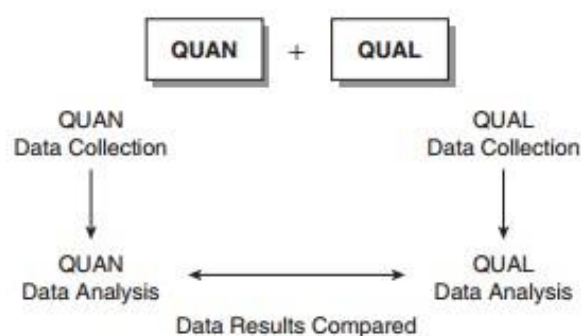 QUAN + QUAL
QUAN
Data Collection
QUAL
Data Collection
QUAN
Data Analysis
QUAL
Data Analysis
Data Results Compared